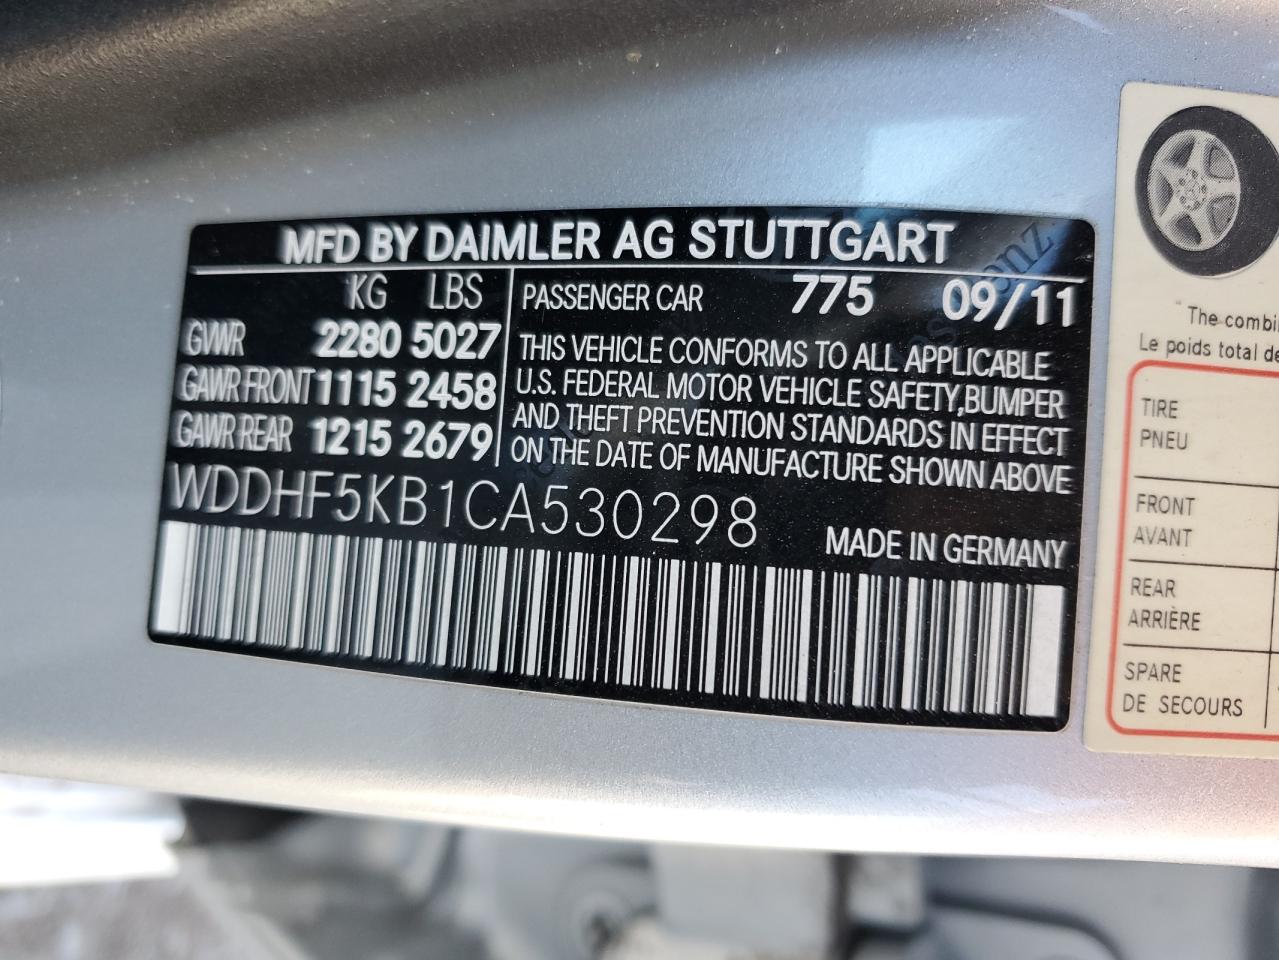 MFD BY DAIMLER AG STUTTGART
KG LBS
GVWR 2280 5027
GAWR FRONT 1115 2458
GAWR REAR 1215 2679
PASSENGER CAR 775 09/11
THIS VEHICLE CONFORMS TO ALL APPLICABLE
U.S. FEDERAL MOTOR VEHICLE SAFETY,BUMPER
AND THEFT PREVENTION STANDARDS IN EFFECT
ON THE DATE OF MANUFACTURE SHOWN ABOVE
WDDHF5KB1CA530298
MADE IN GERMANY
The combi
Le poids total de
TIRE
PNEU
FRONT
AVANT
REAR
ARRIÈRE
SPARE
DE SECOURS